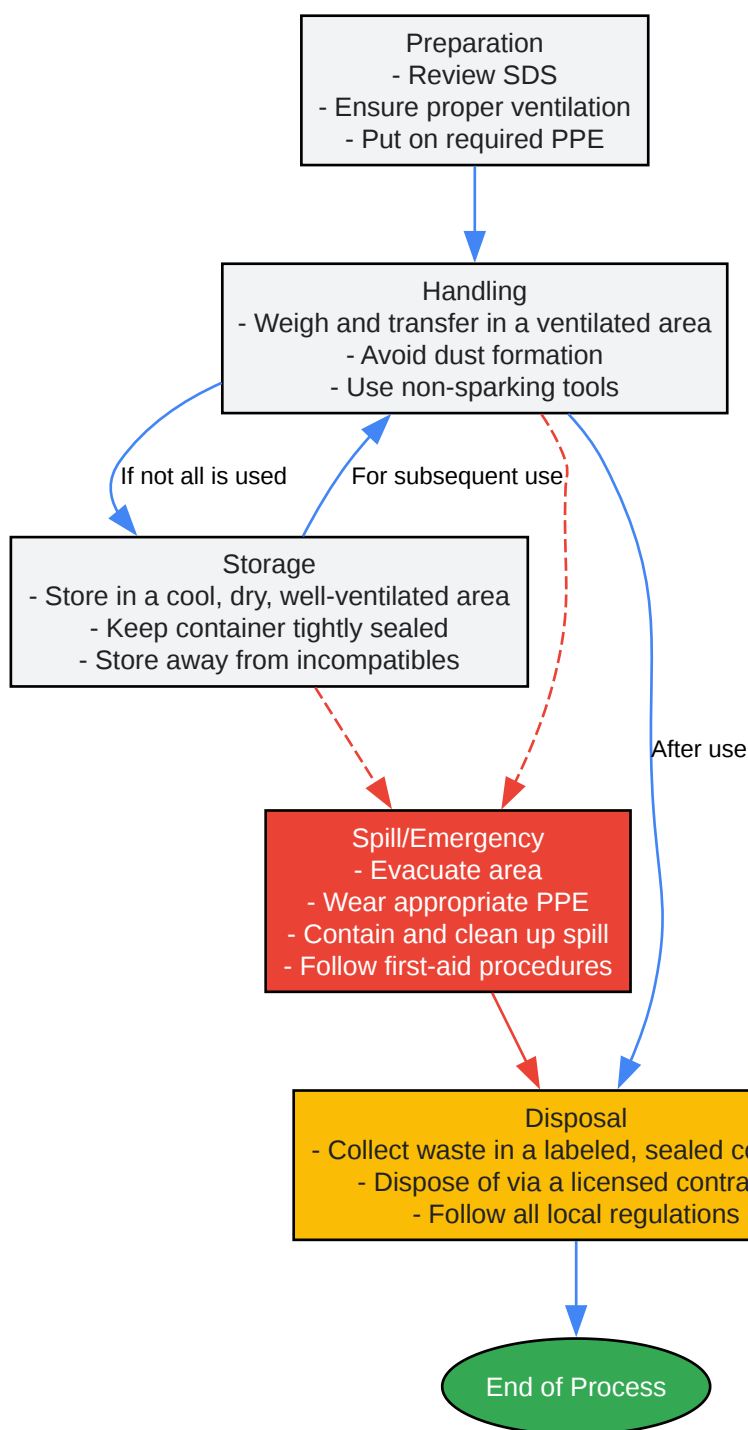 Preparation
- Review SDS
- Ensure proper ventilation
- Put on required PPE
Handling
- Weigh and transfer in a ventilated area
- Avoid dust formation
- Use non-sparking tools
If not all is used
For subsequent use
Storage
- Store in a cool, dry, well-ventilated area
- Keep container tightly sealed
- Store away from incompatibles
After use
Spill/Emergency
- Evacuate area
- Wear appropriate PPE
- Contain and clean up spill
- Follow first-aid procedures
Disposal
- Collect waste in a labeled, sealed
- Dispose of via a licensed
- Follow all local regulations
End of Process